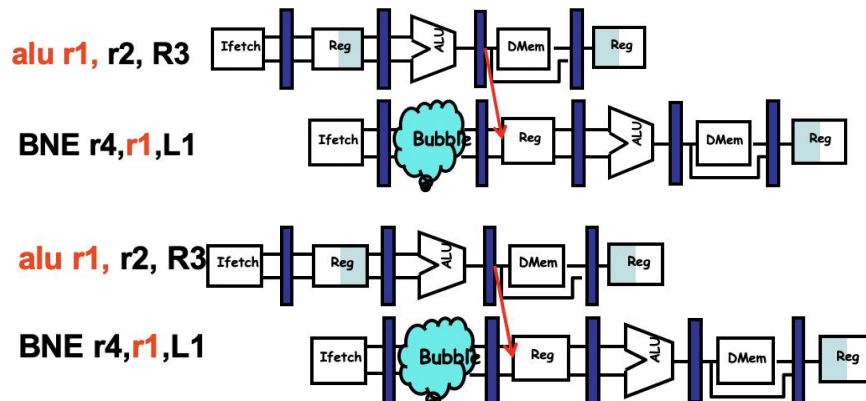 Ifetch Reg ALU DMem Reg
alu r1, r2, R3
Ifetch Bubble Reg ALU DMem Reg
BNE r4,r1,L1
Ifetch Reg ALU DMem Reg
alu r1, r2, R3
Ifetch Bubble Reg ALU DMem Reg
BNE r4,r1,L1